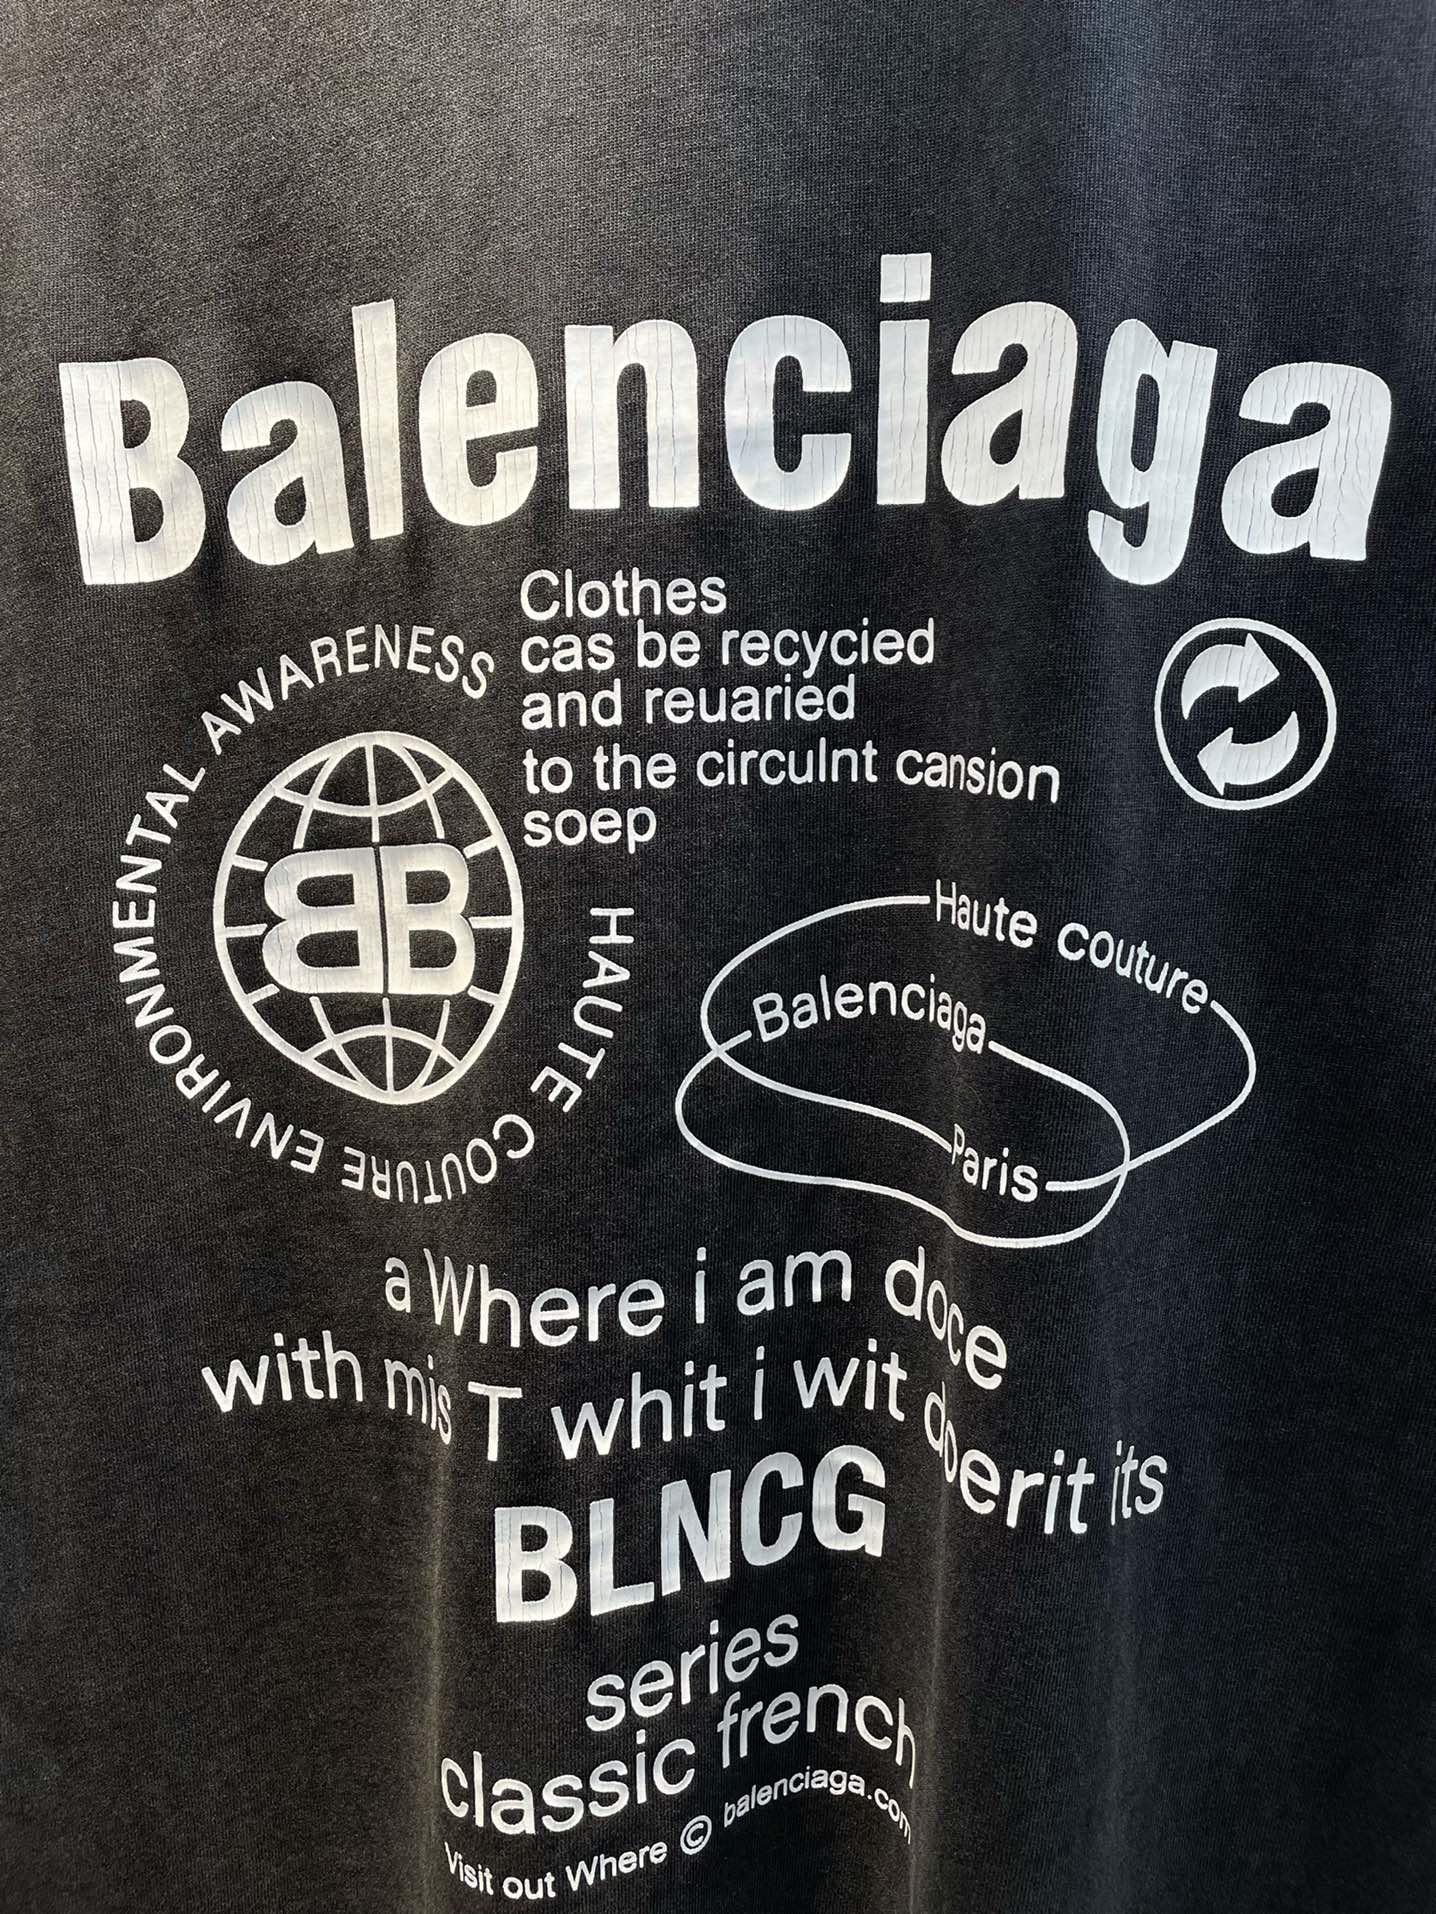 Balenciaga
Clothes
cas be recycied
and reuaried
to the circulnt cansion
soep
HAUTE COUTURE ENVIRONMENTAL AWARENESS
BB
Haute couture
Balenciaga
Paris
a Where i am doce
with mis T whit i wit doerit its
BLNCG
series
classic french
Visit out Where © balenciaga.com